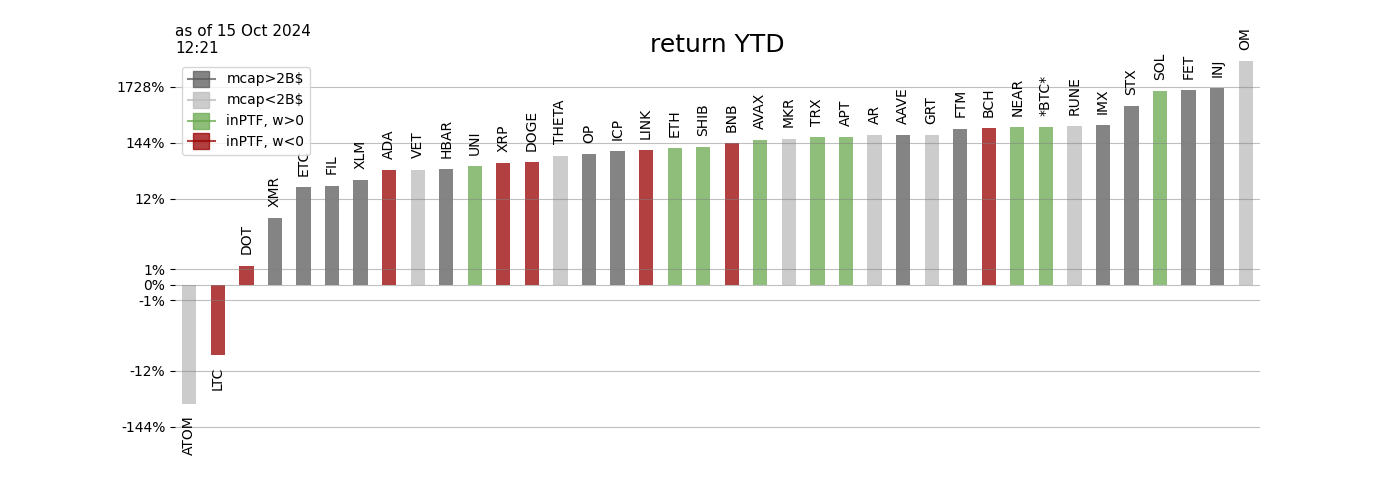 as of 15 Oct 2024
12:21
return YTD
mcap>2B$
mcap<2B$
inPTF, w>0
inPTF, w<0
1728%
144%
12%
1%
0%
-1%
-12%
-144%
ATOM
LTC
DOT
XMR
ETC
FIL
XLM
ADA
VET
HBAR
UNI
XRP
DOGE
THETA
OP
ICP
LINK
ETH
SHIB
BNB
AVAX
MKR
TRX
APT
AR
AAVE
GRT
FTM
BCH
NEAR
*BTC*
RUNE
IMX
STX
SOL
FET
INJ
OM